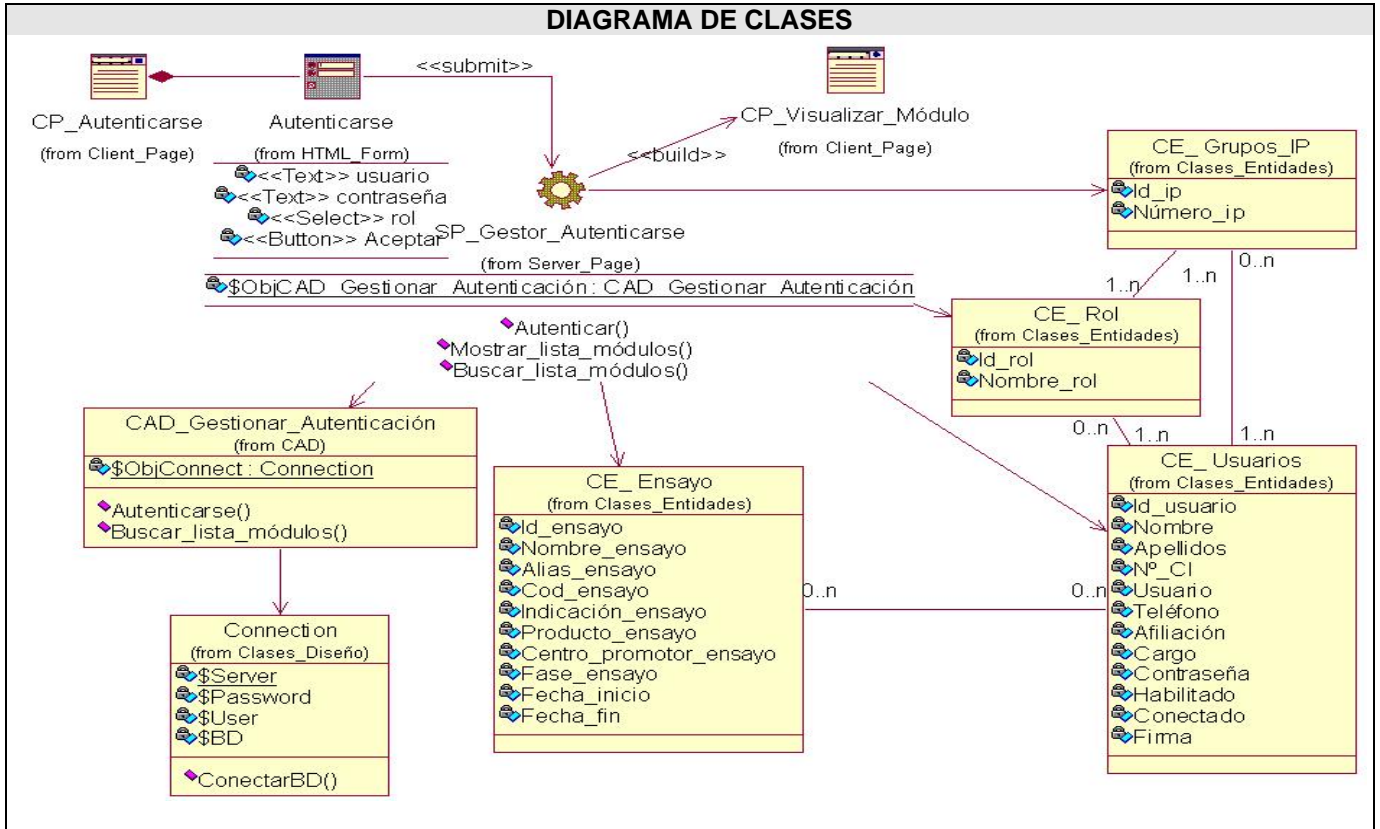 DIAGRAMA DE CLASES
<<submit>>
CP_Autenticarse
(from Client_Page)
Autenticarse
(from HTML_Form)
<<Text>> usuario
<<Text>> contraseña
<<Select>> rol
<<Button>> Aceptar
CP_Visualizar_Módulo
(from Client_Page)
<<build>>
SP_Gestor_Autenticarse
(from Server_Page)
$ObjCAD_Gestionar_Autenticación : CAD_Gestionar_Autenticación
Autenticar()
Mostrar_lista_módulos()
Buscar_lista_módulos()
CE_ Grupos_IP
(from Clases_Entidades)
Id_ip
Número_ip
1..n
1..n
0..n
CE_ Rol
(from Clases_Entidades)
Id_rol
Nombre_rol
0..n
1..n
1..n
CAD_Gestionar_Autenticación
(from CAD)
$ObjConnect : Connection
Autenticarse()
Buscar_lista_módulos()
CE_ Ensayo
(from Clases_Entidades)
Id_ensayo
Nombre_ensayo
Alias_ensayo
Cod_ensayo
Indicación_ensayo
Producto_ensayo
Centro_promotor_ensayo
Fase_ensayo
Fecha_inicio
Fecha_fin
0..n
0..n
CE_ Usuarios
(from Clases_Entidades)
Id_usuario
Nombre
Apellidos
Nº_CI
Usuario
Teléfono
Afiliación
Cargo
Contraseña
Habilitado
Conectado
Firma
Connection
(from Clases_Diseño)
$Server
$Password
$User
$BD
ConectarBD()